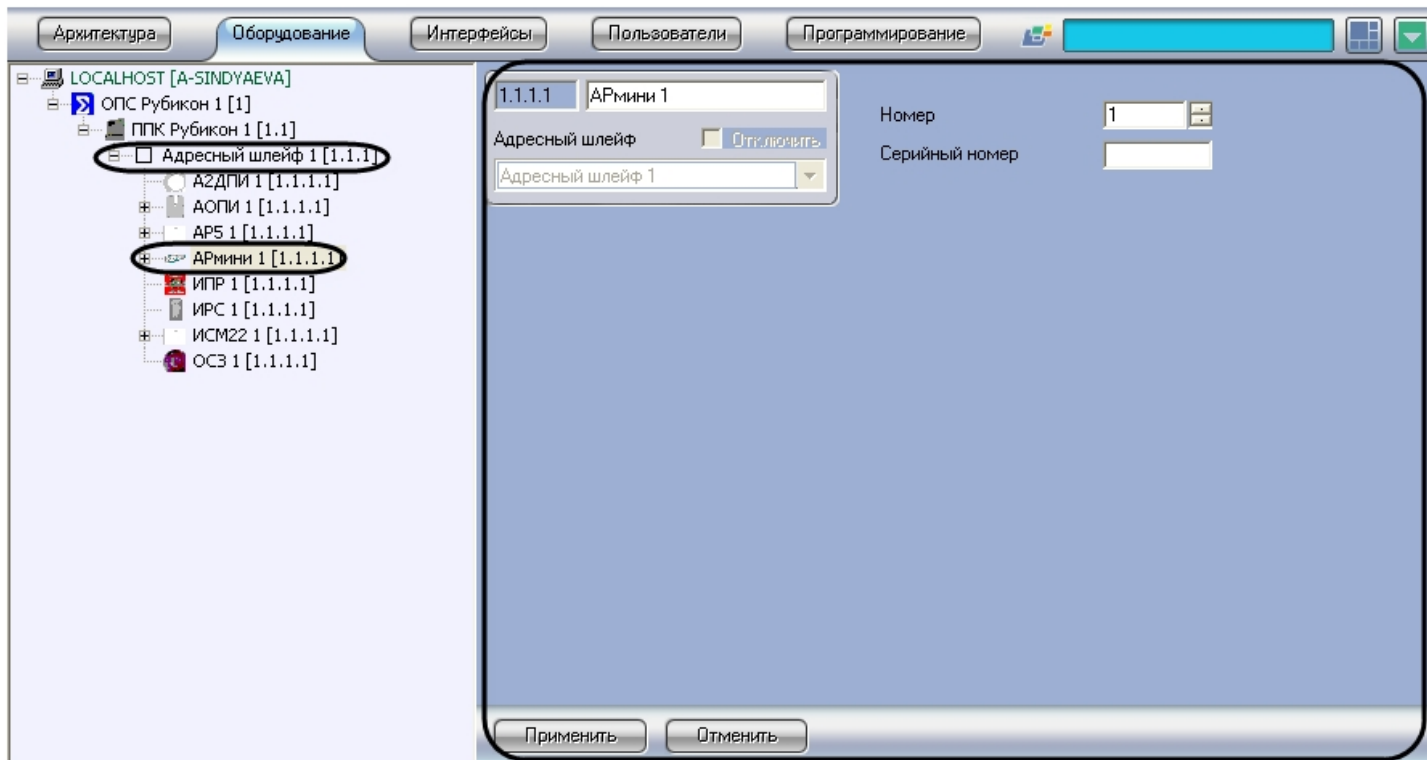 Архитектура Оборудование Интерфейсы Пользователи Программирование
LOCALHOST [A-SINDYAEVA]
ОПС Рубикон 1 [1]
ППК Рубикон 1 [1.1]
Адресный шлейф 1 [1.1.1]
А2ДПИ 1 [1.1.1.1]
АОПИ 1 [1.1.1.1]
АР5 1 [1.1.1.1]
АРмини 1 [1.1.1.1]
ИПР 1 [1.1.1.1]
ИРС 1 [1.1.1.1]
ИСМ22 1 [1.1.1.1]
ОСЗ 1 [1.1.1.1]
1.1.1.1 АРмини 1
Адресный шлейф Отключить
Адресный шлейф 1
Номер 1
Серийный номер
Применить Отменить